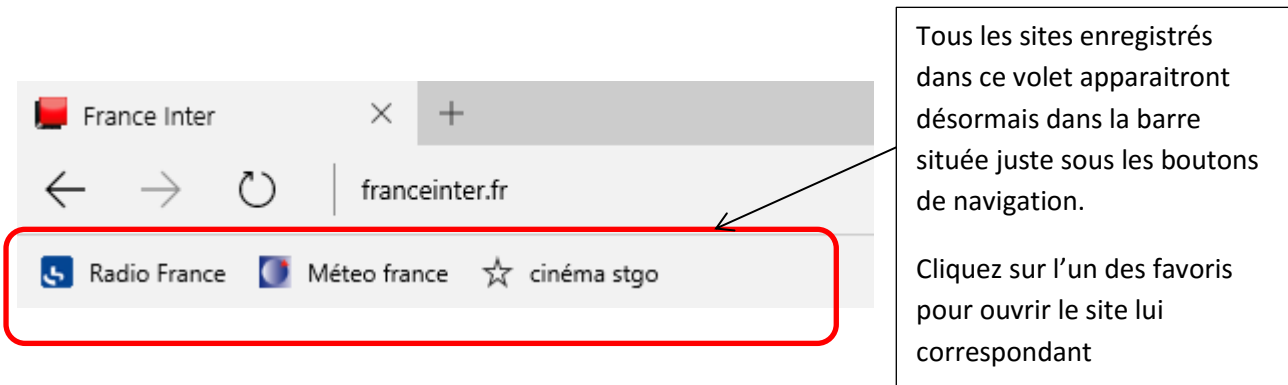 France Inter
franceinter.fr
Radio France Méteo france cinéma stgo
Tous les sites enregistrés
dans ce volet apparaitront
désormais dans la barre
située juste sous les boutons
de navigation.
Cliquez sur l’un des favoris
pour ouvrir le site lui
correspondant